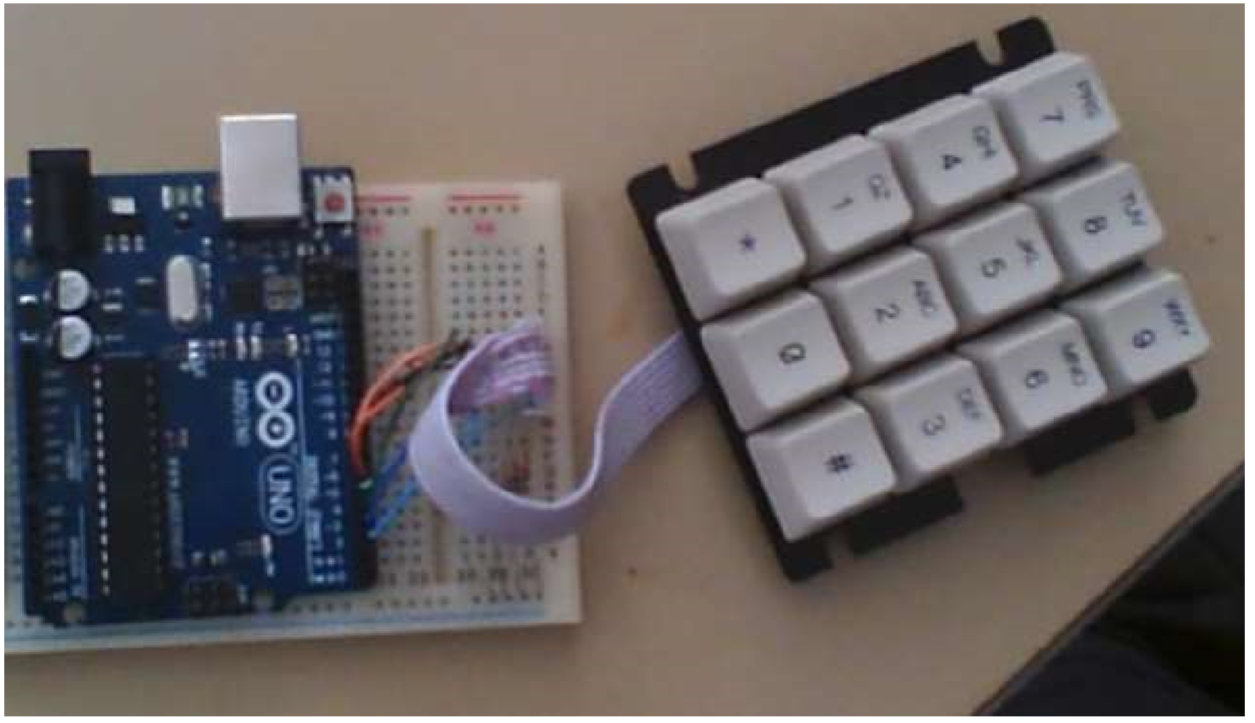 ARDUINO
UNO
QZ
1
ABC
2
DEF
3
GHI
4
JKL
5
MNO
6
PRS
7
TUV
8
WXY
9
*
0
#